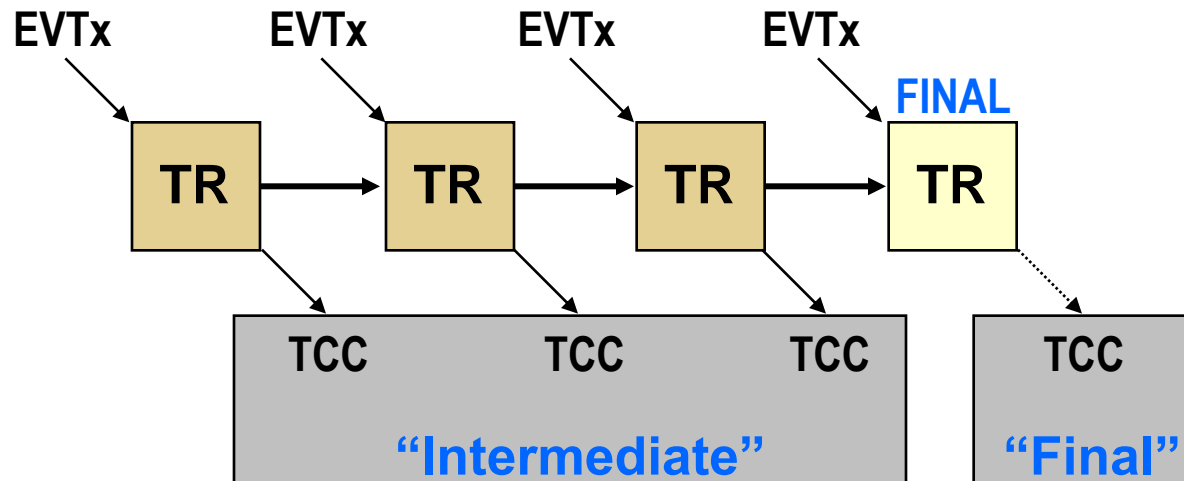 EVTx EVTx EVTx EVTx
FINAL
TR TR TR TR
TCC TCC TCC TCC
“Intermediate” “Final”